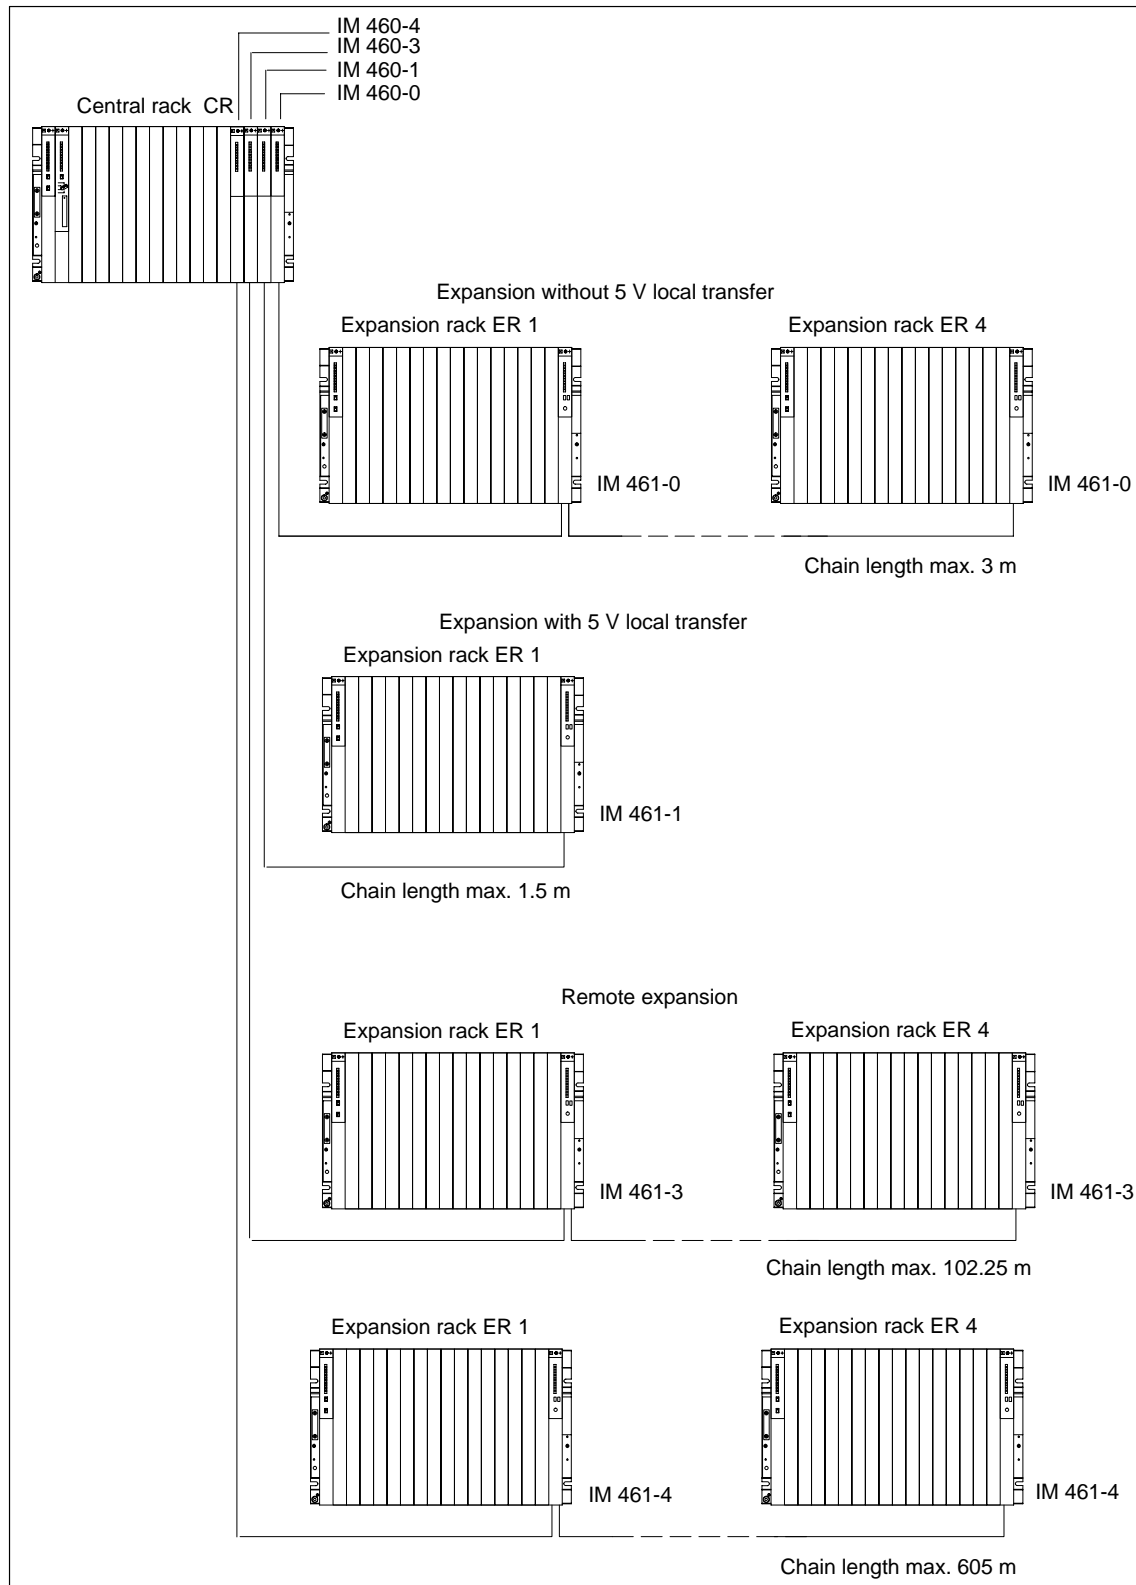 IM 460-4
IM 460-3
IM 460-1
IM 460-0
Central rack CR
Expansion without 5 V local transfer
Expansion rack ER 1
Expansion rack ER 4
IM 461-0
IM 461-0
Chain length max. 3 m
Expansion with 5 V local transfer
Expansion rack ER 1
IM 461-1
Chain length max. 1.5 m
Remote expansion
Expansion rack ER 1
Expansion rack ER 4
IM 461-3
IM 461-3
Chain length max. 102.25 m
Expansion rack ER 1
Expansion rack ER 4
IM 461-4
IM 461-4
Chain length max. 605 m